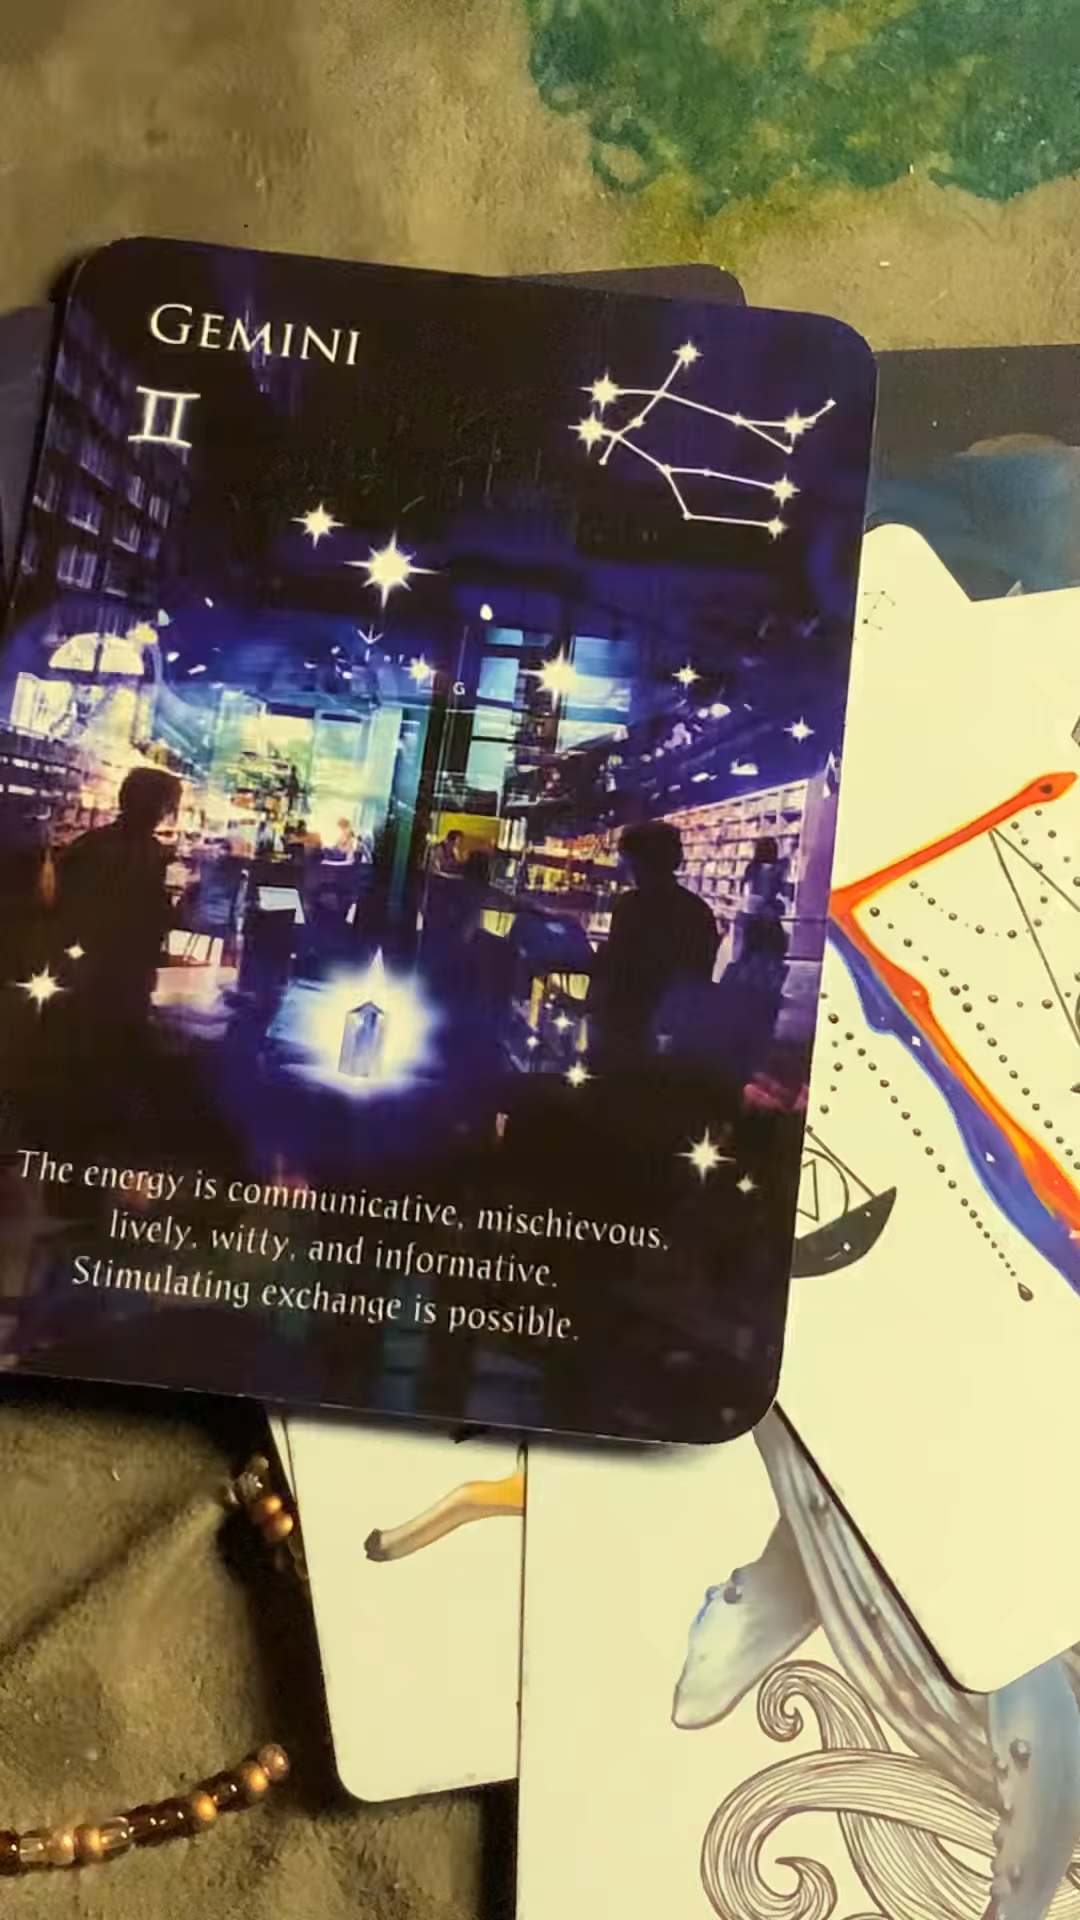 GEMINI
♊
The energy is communicative, mischievous,
lively, witty, and informative.
Stimulating exchange is possible.